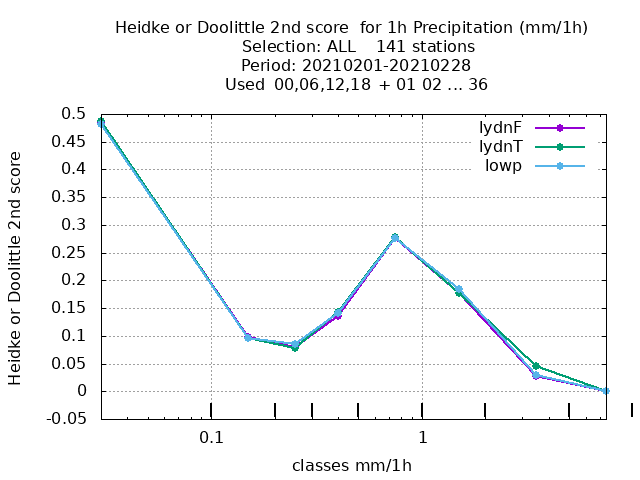 Heidke or Doolittle 2nd score  for 1h Precipitation (mm/1h)
Selection: ALL    141 stations
Period: 20210201-20210228
Used  00,06,12,18  + 01 02 ... 36
lydnF
lydnT
lowp
0.5
0.45
0.4
0.35
0.3
0.25
0.2
0.15
0.1
0.05
0
-0.05
Heidke or Doolittle 2nd score
0.1
1
classes mm/1h